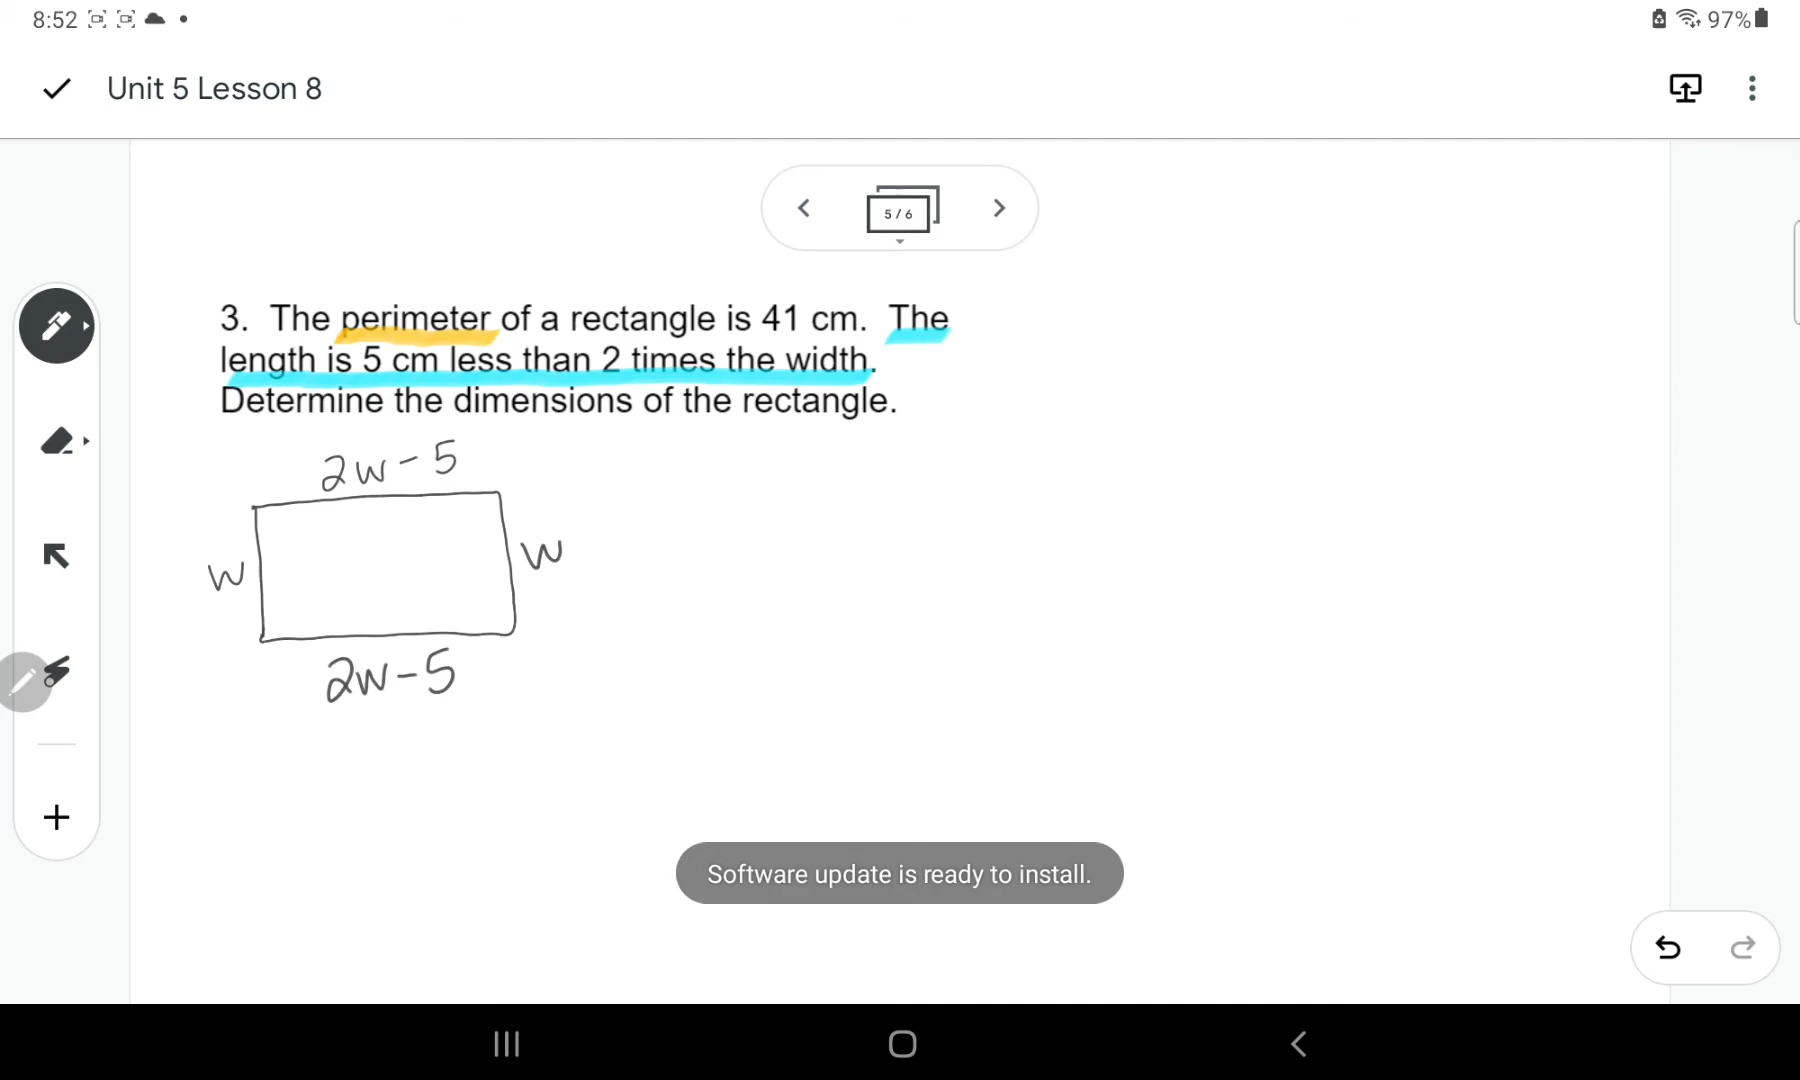 8:52
97%
Unit 5 Lesson 8
5 / 6
3. The perimeter of a rectangle is 41 cm. The
length is 5 cm less than 2 times the width.
Determine the dimensions of the rectangle.
2w - 5
w
w
2w - 5
Software update is ready to install.